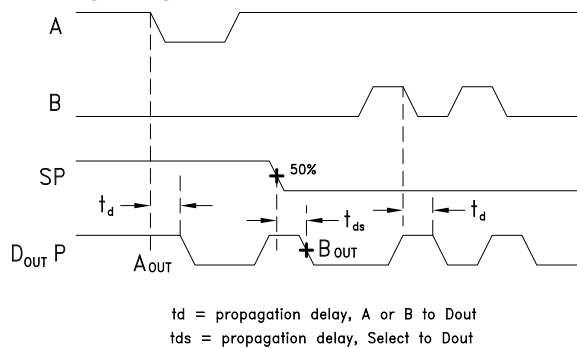 A
B
SP
50%
td
tds
td
DOUT P
AOUT
BOUT
td = propagation delay, A or B to Dout
tds = propagation delay, Select to Dout